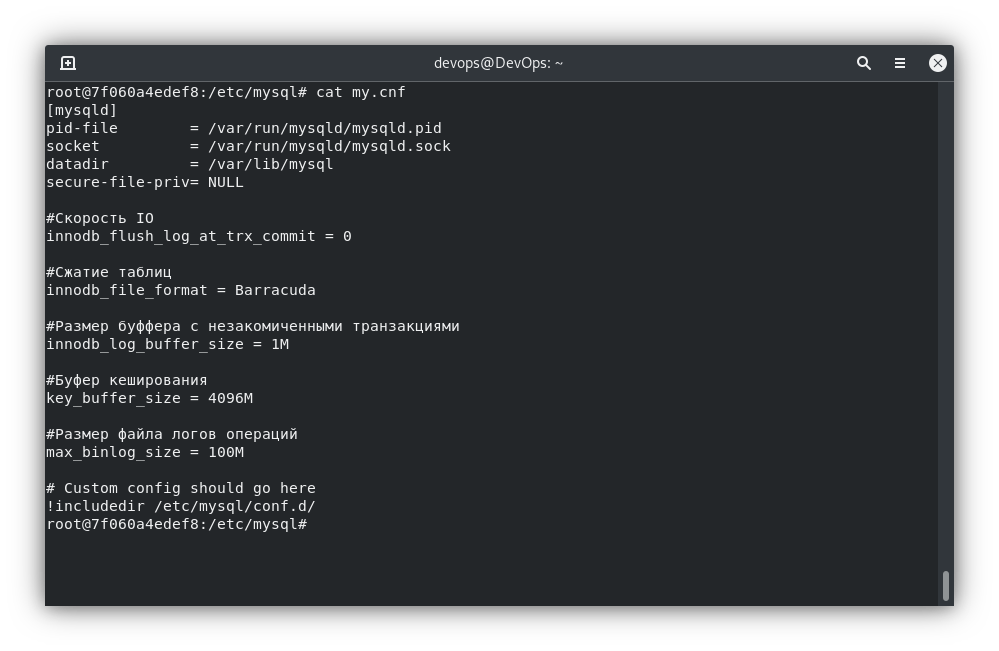 devops@DevOps: ~
root@7f060a4edef8:/etc/mysql# cat my.cnf
[mysqld]
pid-file        = /var/run/mysqld/mysqld.pid
socket          = /var/run/mysqld/mysqld.sock
datadir         = /var/lib/mysql
secure-file-priv= NULL

#Скорость IO
innodb_flush_log_at_trx_commit = 0

#Сжатие таблиц
innodb_file_format = Barracuda

#Размер буффера с незакомиченными транзакциями
innodb_log_buffer_size = 1M

#Буфер кеширования
key_buffer_size = 4096M

#Размер файла логов операций
max_binlog_size = 100M

# Custom config should go here
!includedir /etc/mysql/conf.d/
root@7f060a4edef8:/etc/mysql#